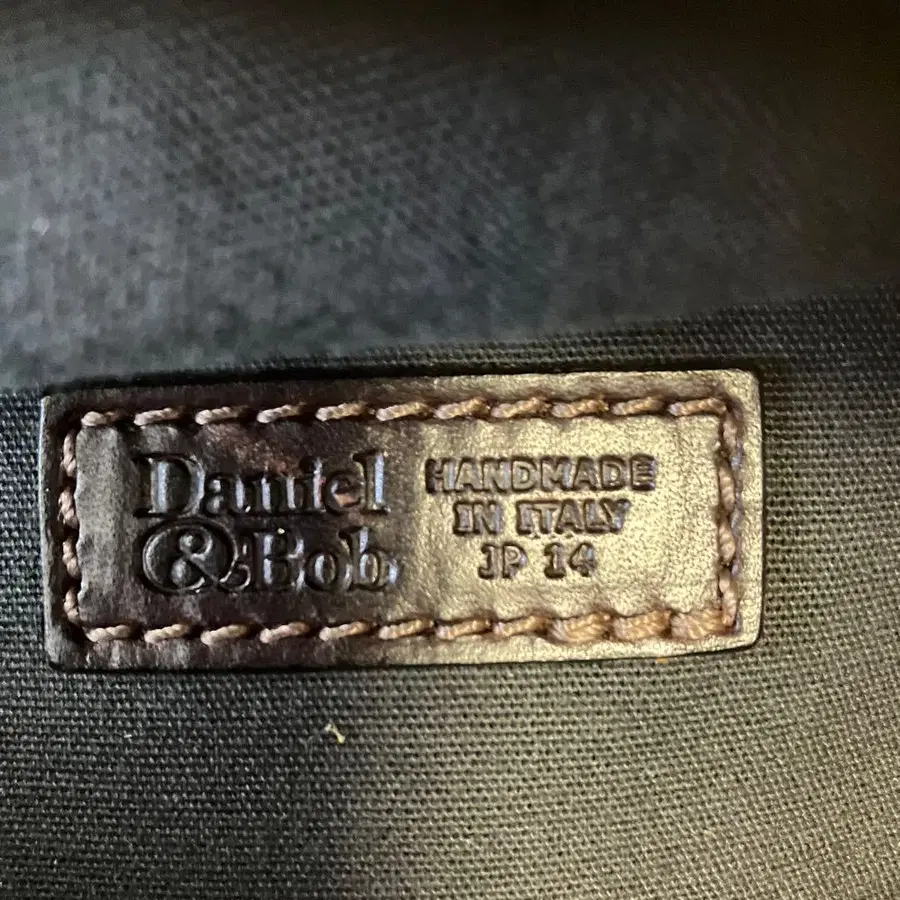 Daniel
&Bob
HANDMADE
IN ITALY
JP 14